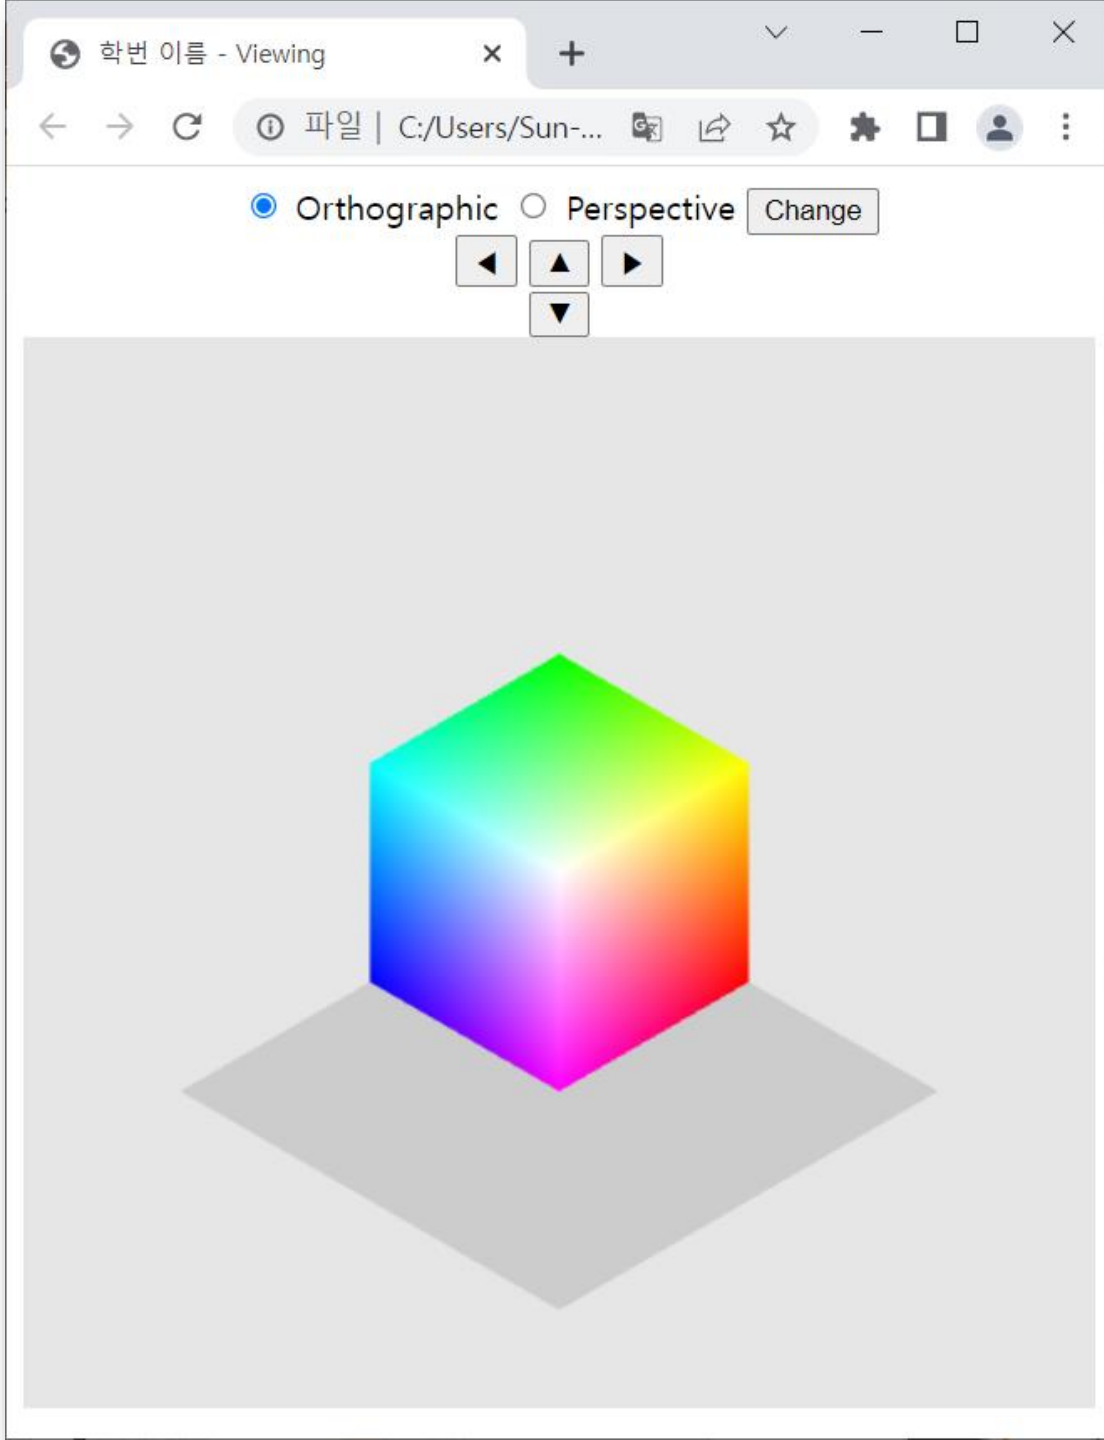 학번 이름 - Viewing
파일 | C:/Users/Sun-...
Orthographic Perspective Change
◀ ▲ ▶
▼